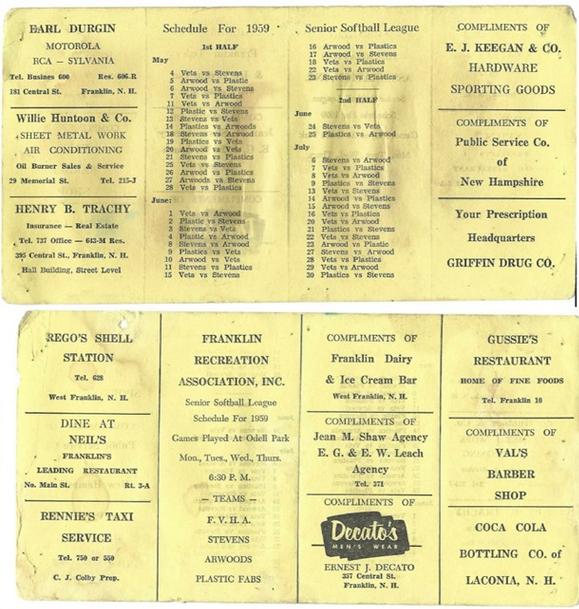 EARL DURGIN
MOTOROLA
RCA — SYLVANIA
Tel. Busines 600 Res. 606-R
181 Central St. Franklin, N. H.
Willie Huntoon & Co.
SHEET METAL WORK
AIR CONDITIONING
Oil Burner Sales & Service
29 Memorial St. Tel. 215-J
HENRY B. TRACHY
Insurance — Real Estate
Tel. 737 Office — 643-M Res.
395 Central St., Franklin, N. H.
Hall Building, Street Level
Schedule For 1959
1st HALF
May
4 Vets vs Stevens
5 Arwood vs Plastic
6 Arwood vs Stevens
7 Vets vs Plastics
11 Vets vs Arwood
12 Plastic vs Stevens
13 Stevens vs Vets
14 Plastics vs Arwoods
18 Stevens vs Arwood
19 Plastics vs Vets
20 Arwood vs Vets
21 Stevens vs Plastics
25 Vets vs Stevens
26 Arwood vs Plastics
27 Arwoods vs Stevens
28 Vets vs Plastics
June:
1 Vets vs Arwood
2 Plastic vs Stevens
3 Stevens vs Vets
4 Plastic vs Arwood
8 Stevens vs Arwood
9 Plastics vs Vets
10 Arwood vs Vets
11 Stevens vs Plastics
15 Vets vs Stevens
Senior Softball League
16 Arwood vs Plastics
17 Arwood vs Stevens
18 Vets vs Plastics
22 Vets vs Arwood
23 Stevens vs Plastics
2nd HALF
June
24 Stevens vs Vets
25 Plastics vs Arwood
July
6 Stevens vs Arwood
7 Vets vs Plastics
8 Vets vs Arwood
9 Plastics vs Stevens
13 Vets vs Stevens
14 Arwood vs Plastics
15 Arwood vs Stevens
16 Vets vs Plastics
20 Vets vs Arwood
21 Plastics vs Stevens
22 Vets vs Stevens
23 Arwood vs Plastic
27 Stevens vs Arwood
28 Vets vs Plastics
29 Vets vs Arwood
30 Plastics vs Stevens
COMPLIMENTS OF
E. J. KEEGAN & CO.
HARDWARE
SPORTING GOODS
COMPLIMENTS OF
Public Service Co.
of
New Hampshire
Your Prescription
Headquarters
GRIFFIN DRUG CO.
REGO'S SHELL
STATION
Tel. 628
West Franklin, N. H.
DINE AT
NEIL'S
FRANKLIN'S
LEADING RESTAURANT
No. Main St. Rt. 3-A
RENNIE'S TAXI
SERVICE
Tel. 750 or 550
C. J. Colby Prop.
FRANKLIN
RECREATION
ASSOCIATION, INC.
Senior Softball League
Schedule For 1959
Games Played At Odell Park
Mon., Tues., Wed., Thurs.
6:30 P. M.
— TEAMS —
F. V. H. A.
STEVENS
ARWOODS
PLASTIC FABS
COMPLIMENTS OF
Franklin Dairy
& Ice Cream Bar
West Franklin, N. H.
COMPLIMENTS OF
Jean M. Shaw Agency
E. G. & E. W. Leach
Agency
Tel. 371
COMPLIMENTS OF
Decato's
MEN'S WEAR
ERNEST J. DECATO
337 Central St.
Franklin, N. H.
GUSSIE'S
RESTAURANT
HOME OF FINE FOODS
Tel. Franklin 10
COMPLIMENTS OF
VAL'S
BARBER
SHOP
COCA COLA
BOTTLING CO. of
LACONIA, N. H.